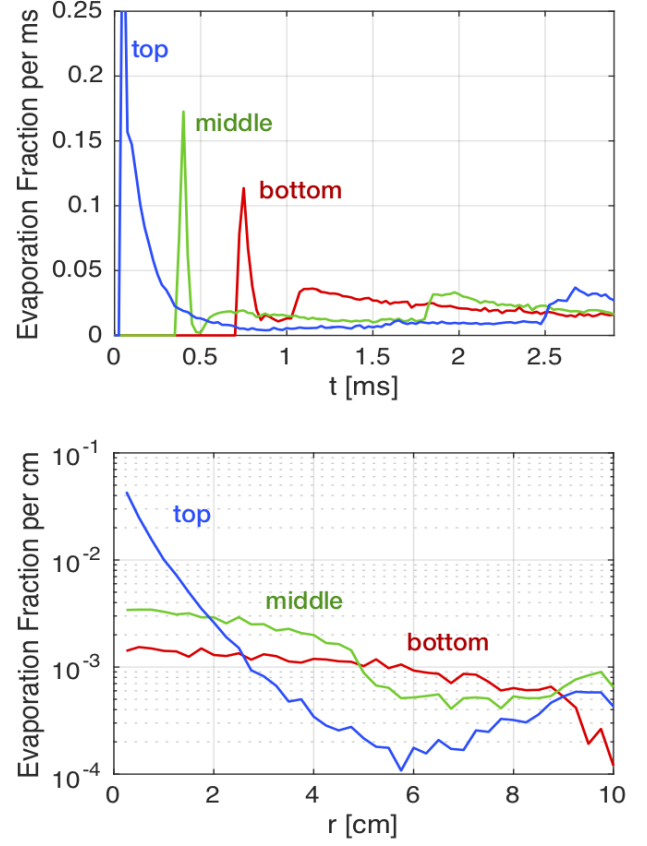 Evaporation Fraction per ms
0.25
0.2
0.15
0.1
0.05
0
top
middle
bottom
0 0.5 1 1.5 2 2.5
t [ms]
Evaporation Fraction per cm
10⁻¹
10⁻²
10⁻³
10⁻⁴
top
middle
bottom
0 2 4 6 8 10
r [cm]